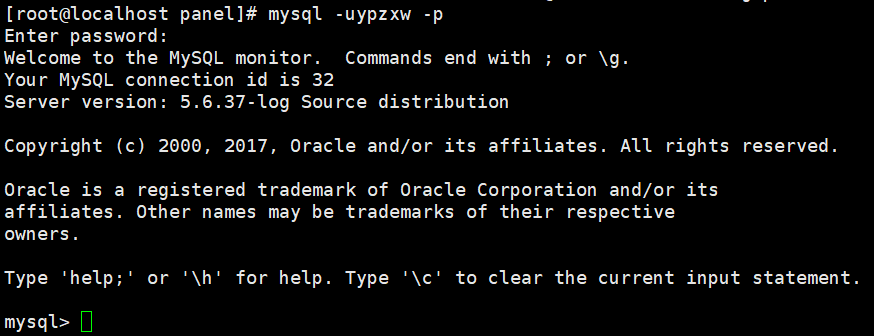 [root@localhost panel]# mysql -uypzxw -p
Enter password:
Welcome to the MySQL monitor.  Commands end with ; or \g.
Your MySQL connection id is 32
Server version: 5.6.37-log Source distribution
Copyright (c) 2000, 2017, Oracle and/or its affiliates. All rights reserved.
Oracle is a registered trademark of Oracle Corporation and/or its
affiliates. Other names may be trademarks of their respective
owners.
Type 'help;' or '\h' for help. Type '\c' to clear the current input statement.
mysql>